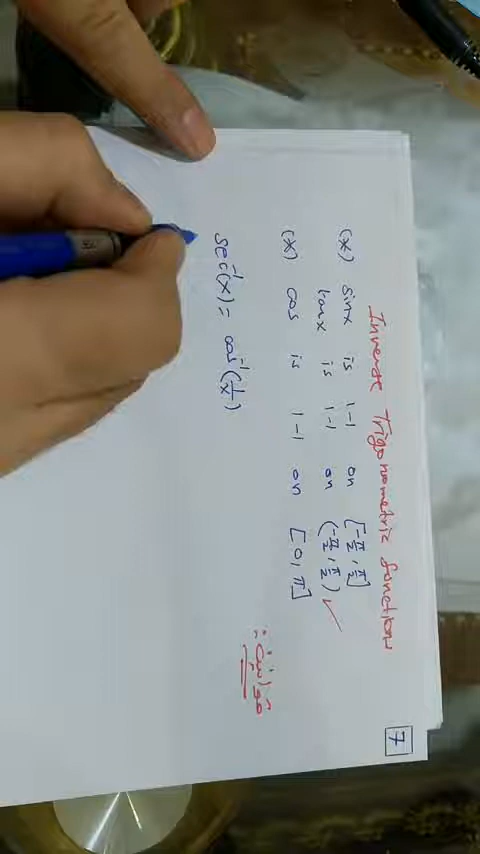 7
Inverse Trigonometric function
(*) sinx is 1-1 on [-π/2, π/2]
tanx is 1-1 on (-π/2, π/2) ✓
(*) cos is 1-1 on [0, π]
sec⁻¹(x) = cos⁻¹(1/x)